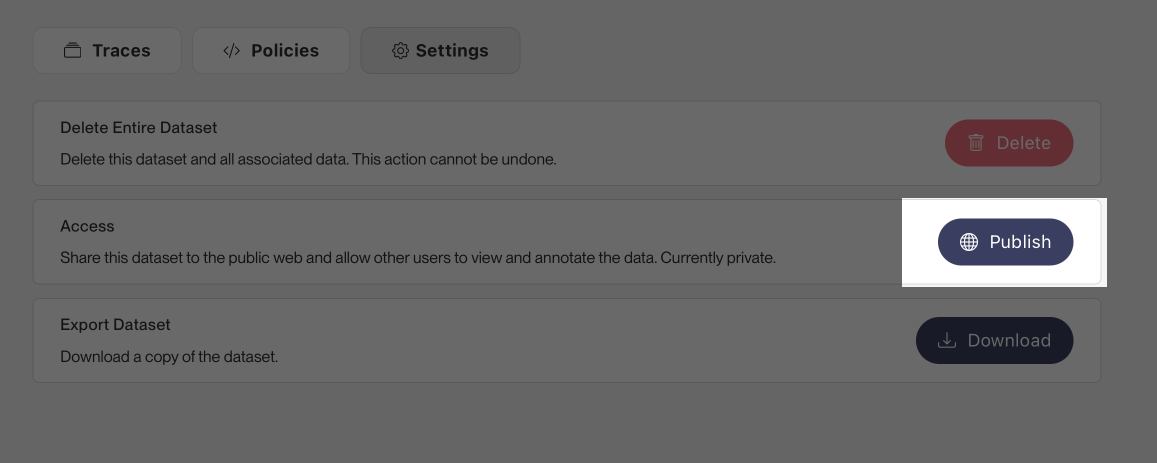 Traces
Policies
Settings
Delete Entire Dataset
Delete this dataset and all associated data. This action cannot be undone.
Delete
Access
Share this dataset to the public web and allow other users to view and annotate the data. Currently private.
Publish
Export Dataset
Download a copy of the dataset.
Download